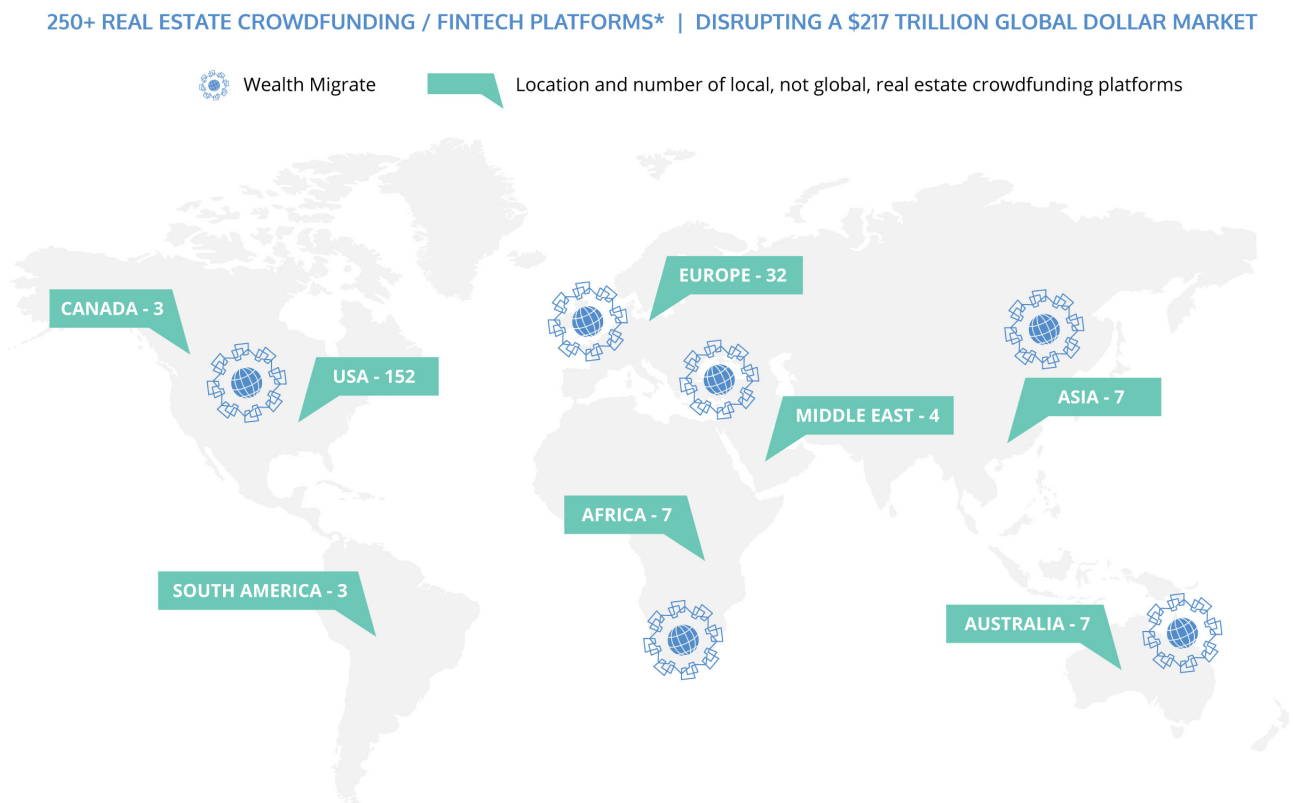 250+ REAL ESTATE CROWDFUNDING / FINTECH PLATFORMS* | DISRUPTING A $217 TRILLION GLOBAL DOLLAR MARKET
Wealth Migrate
Location and number of local, not global, real estate crowdfunding platforms
EUROPE - 32
CANADA - 3
USA - 152
ASIA - 7
MIDDLE EAST - 4
AFRICA - 7
SOUTH AMERICA - 3
AUSTRALIA - 7